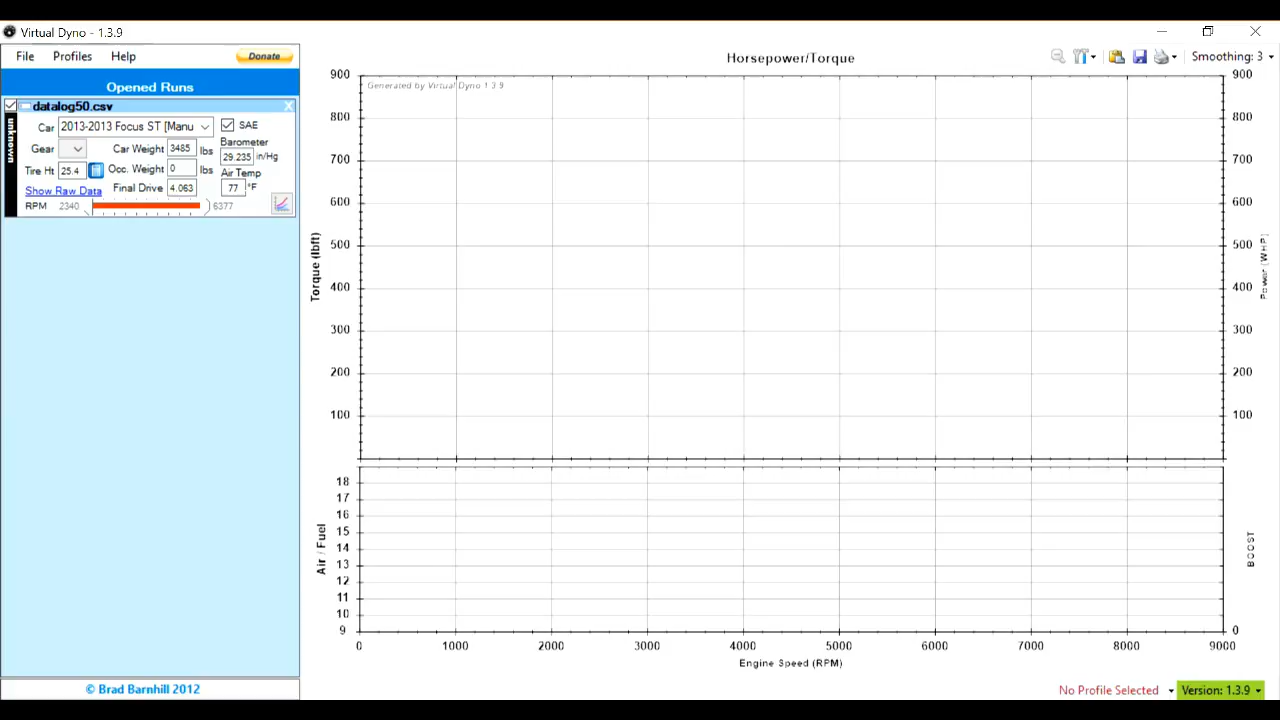 Virtual Dyno - 1.3.9
File Profiles Help Donate
Opened Runs
datalog50.csv X
unknown
Car 2013-2013 Focus ST [Manu SAE
Gear Car Weight 3485 lbs Barometer 29.235 in/Hg
Tire Ht 25.4 Occ. Weight 0 lbs Air Temp
Show Raw Data Final Drive 4.063 77 °F
RPM 2340 6377
© Brad Barnhill 2012
Horsepower/Torque
Smoothing: 3
Generated by Virtual Dyno 1.3.9
900 900
800 800
700 700
600 600
500 500
400 400
300 300
200 200
100 100
Torque (lbft)
Power (WHP)
18
17
16
15
14
13
12
11
10
9 0
Air / Fuel
BOOST
0 1000 2000 3000 4000 5000 6000 7000 8000 9000
Engine Speed (RPM)
No Profile Selected Version: 1.3.9